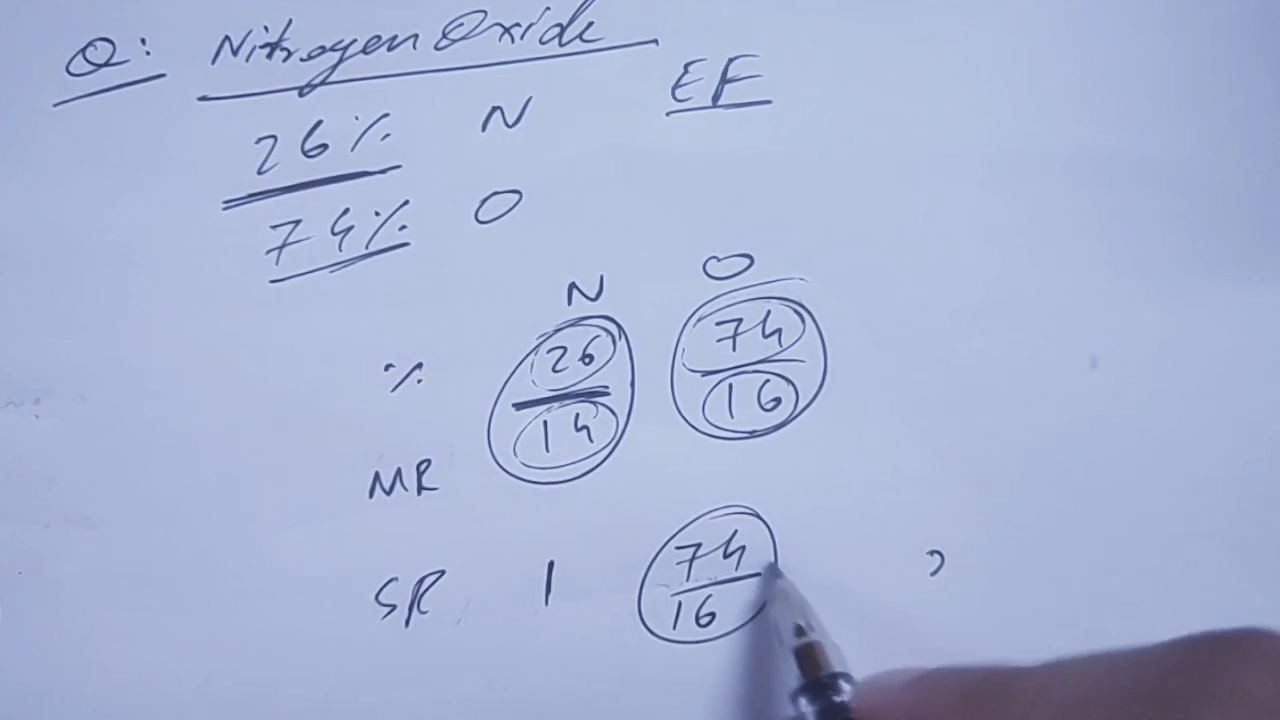 Q: Nitrogen Oxide
26% N EF
74% O
N O
% 26/14 74/16
MR
SR 1 74/16